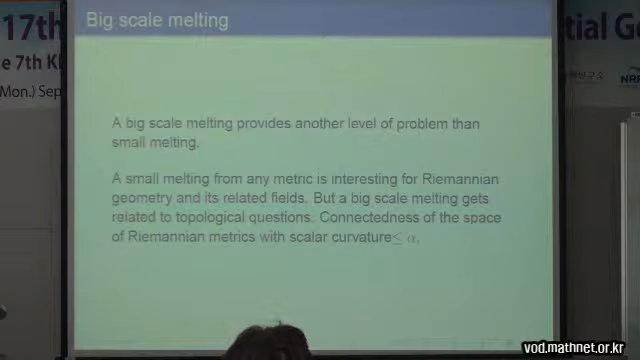 Big scale melting
17th
tial Ge
e 7th K
(Mon.) Sep
NRF
A big scale melting provides another level of problem than
small melting.
A small melting from any metric is interesting for Riemannian
geometry and its related fields. But a big scale melting gets
related to topological questions. Connectedness of the space
of Riemannian metrics with scalar curvature≤ α.
vod.mathnet.or.kr